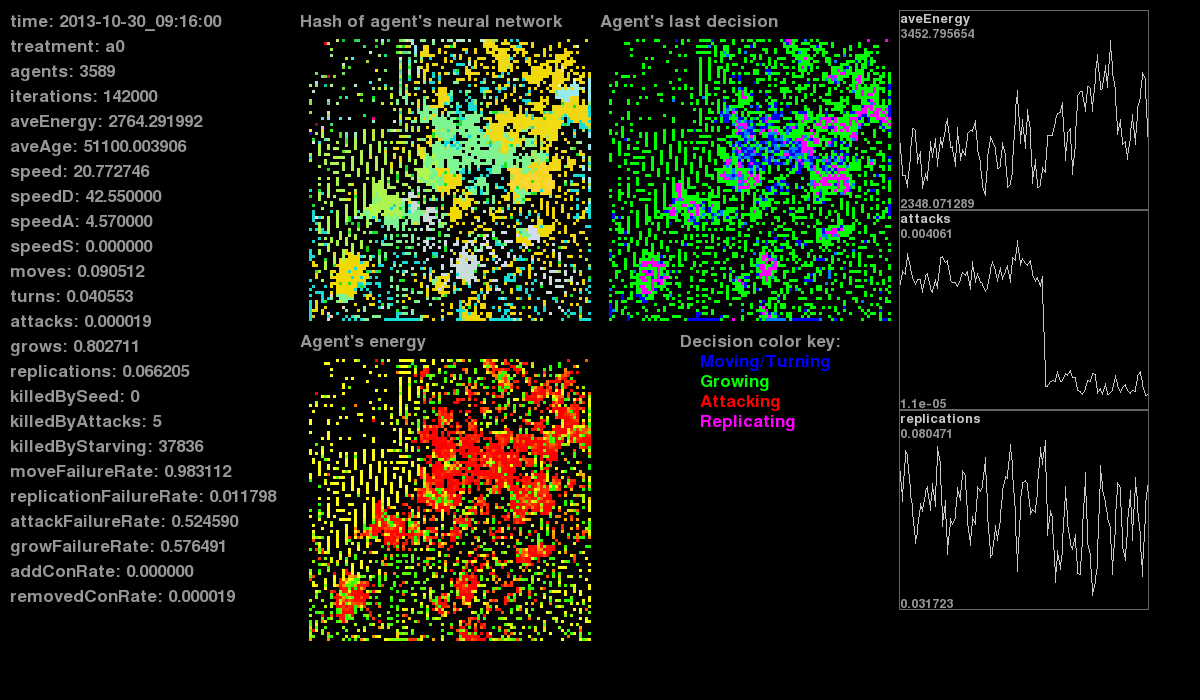 time: 2013-10-30_09:16:00
treatment: a0
agents: 3589
iterations: 142000
aveEnergy: 2764.291992
aveAge: 51100.003906
speed: 20.772746
speedD: 42.550000
speedA: 4.570000
speedS: 0.000000
moves: 0.090512
turns: 0.040553
attacks: 0.000019
grows: 0.802711
replications: 0.066205
killedBySeed: 0
killedByAttacks: 5
killedByStarving: 37836
moveFailureRate: 0.983112
replicationFailureRate: 0.011798
attackFailureRate: 0.524590
growFailureRate: 0.576491
addConRate: 0.000000
removedConRate: 0.000019
Hash of agent's neural network
Agent's last decision
Agent's energy
Decision color key:
Moving/Turning
Growing
Attacking
Replicating
aveEnergy
3452.795654
2348.071289
attacks
0.004061
1.1e-05
replications
0.080471
0.031723